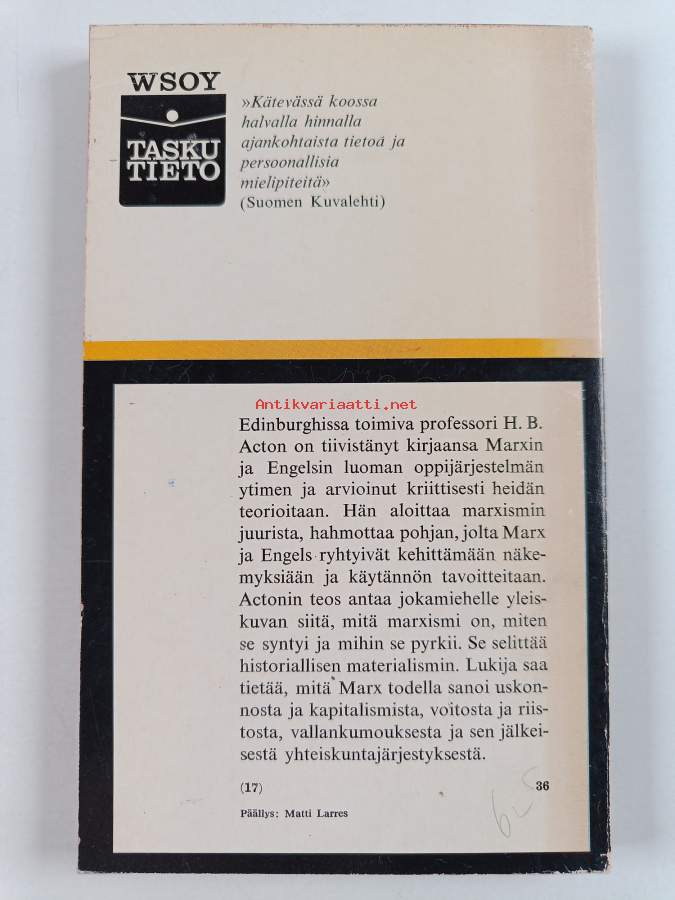 WSOY
TASKU
TIETO
»Kätevässä koossa
halvalla hinnalla
ajankohtaista tietoa ja
persoonallisia
mielipiteitä»
(Suomen Kuvalehti)
Antikvariaatti.net
Edinburghissa toimiva professori H. B.
Acton on tiivistänyt kirjaansa Marxin
ja Engelsin luoman oppijärjestelmän
ytimen ja arvioinut kriittisesti heidän
teorioitaan. Hän aloittaa marxismin
juurista, hahmottaa pohjan, jolta Marx
ja Engels ryhtyivät kehittämään näke-
myksiään ja käytännön tavoitteitaan.
Actonin teos antaa jokamiehelle yleis-
kuvan siitä, mitä marxismi on, miten
se syntyi ja mihin se pyrkii. Se selittää
historiallisen materialismin. Lukija saa
tietää, mitä Marx todella sanoi uskon-
nosta ja kapitalismista, voitosta ja riis-
tosta, vallankumouksesta ja sen jälkei-
sestä yhteiskuntajärjestyksestä.
(17) 36
Päällys: Matti Larres